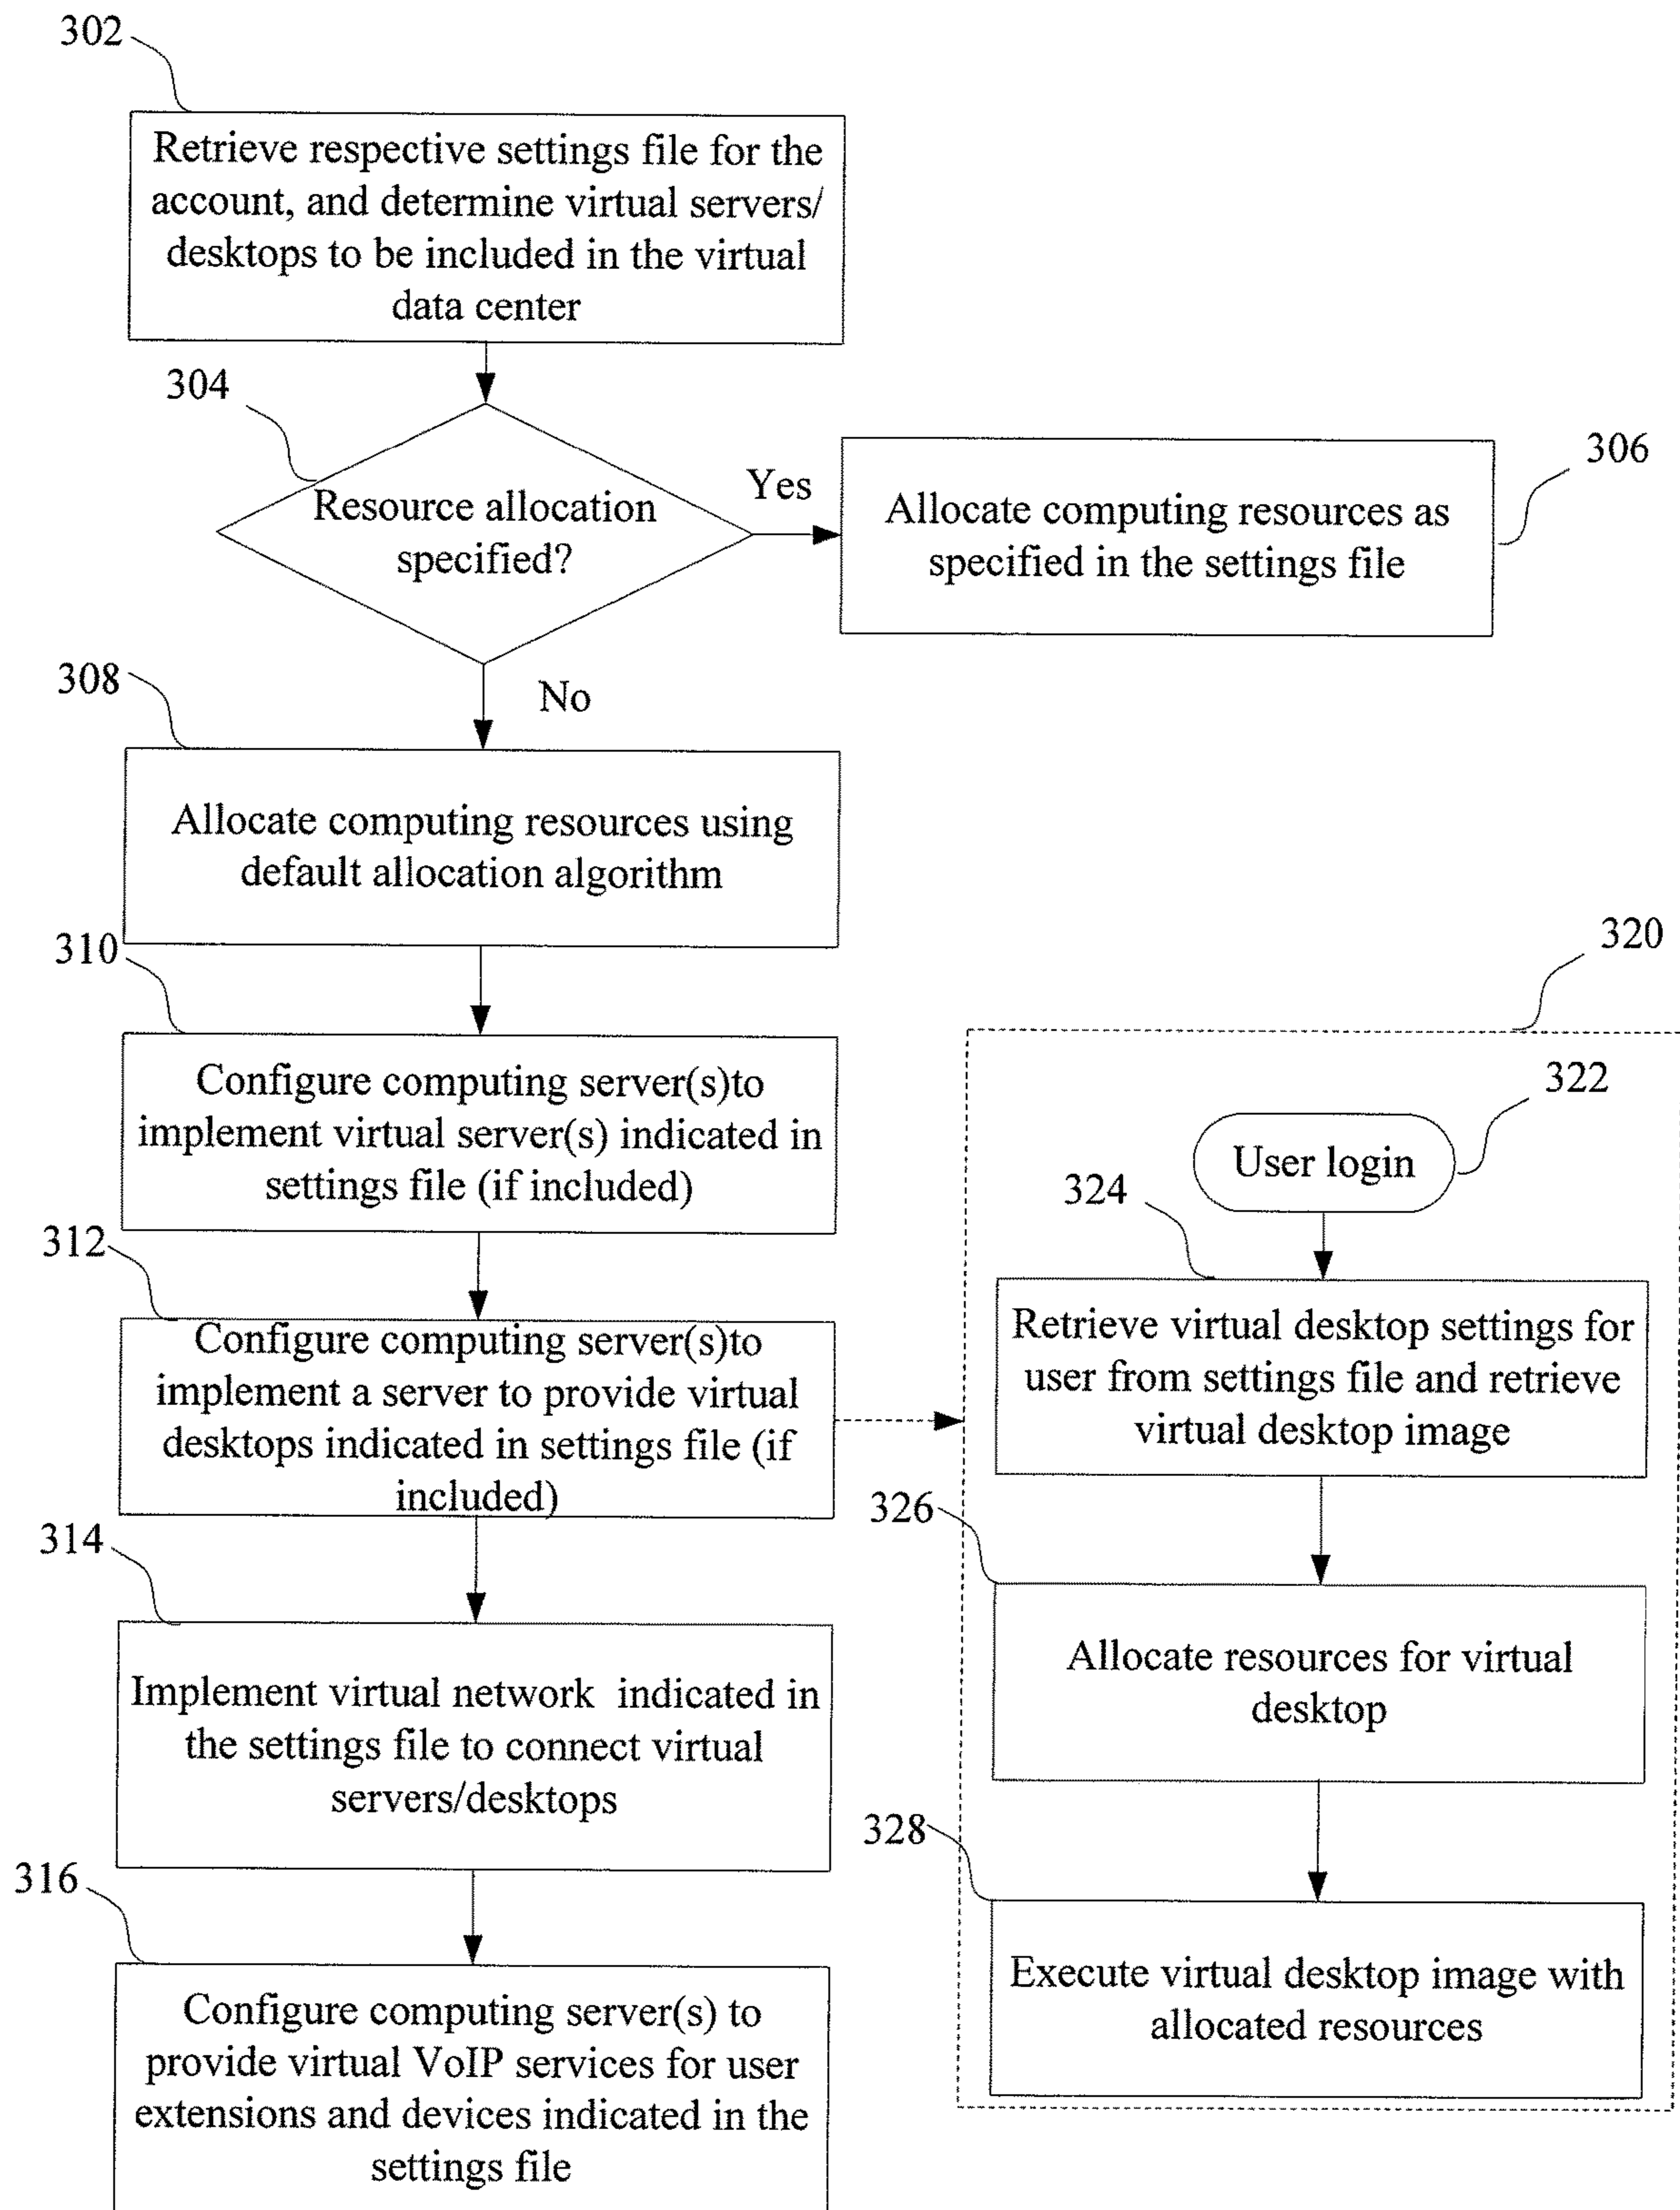 302
Retrieve respective settings file for the
account, and determine virtual servers/
desktops to be included in the virtual
data center
304
Resource allocation
specified?
Yes
306
Allocate computing resources as
specified in the settings file
No
308
Allocate computing resources using
default allocation algorithm
310
Configure computing server(s)to
implement virtual server(s) indicated in
settings file (if included)
312
Configure computing server(s)to
implement a server to provide virtual
desktops indicated in settings file (if
included)
314
Implement virtual network indicated in
the settings file to connect virtual
servers/desktops
316
Configure computing server(s) to
provide virtual VoIP services for user
extensions and devices indicated in the
settings file
320
322
User login
324
Retrieve virtual desktop settings for
user from settings file and retrieve
virtual desktop image
326
Allocate resources for virtual
desktop
328
Execute virtual desktop image with
allocated resources